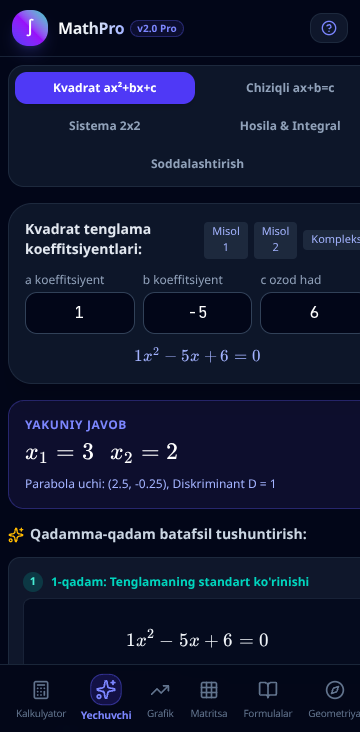 ∫ MathPro v2.0 Pro
Kvadrat ax²+bx+c Chiziqli ax+b=c
Sistema 2x2 Hosila & Integral
Soddalashtirish
Kvadrat tenglama
koeffitsiyentlari:
Misol
1
Misol
2
Kompleks
a koeffitsiyent b koeffitsiyent c ozod had
1 -5 6
1x² − 5x + 6 = 0
YAKUNIY JAVOB
x₁ = 3 x₂ = 2
Parabola uchi: (2.5, -0.25), Diskriminant D = 1
Qadamma-qadam batafsil tushuntirish:
1 1-qadam: Tenglamaning standart ko'rinishi
1x² − 5x + 6 = 0
Kalkulyator Yechuvchi Grafik Matritsa Formulalar Geometriya